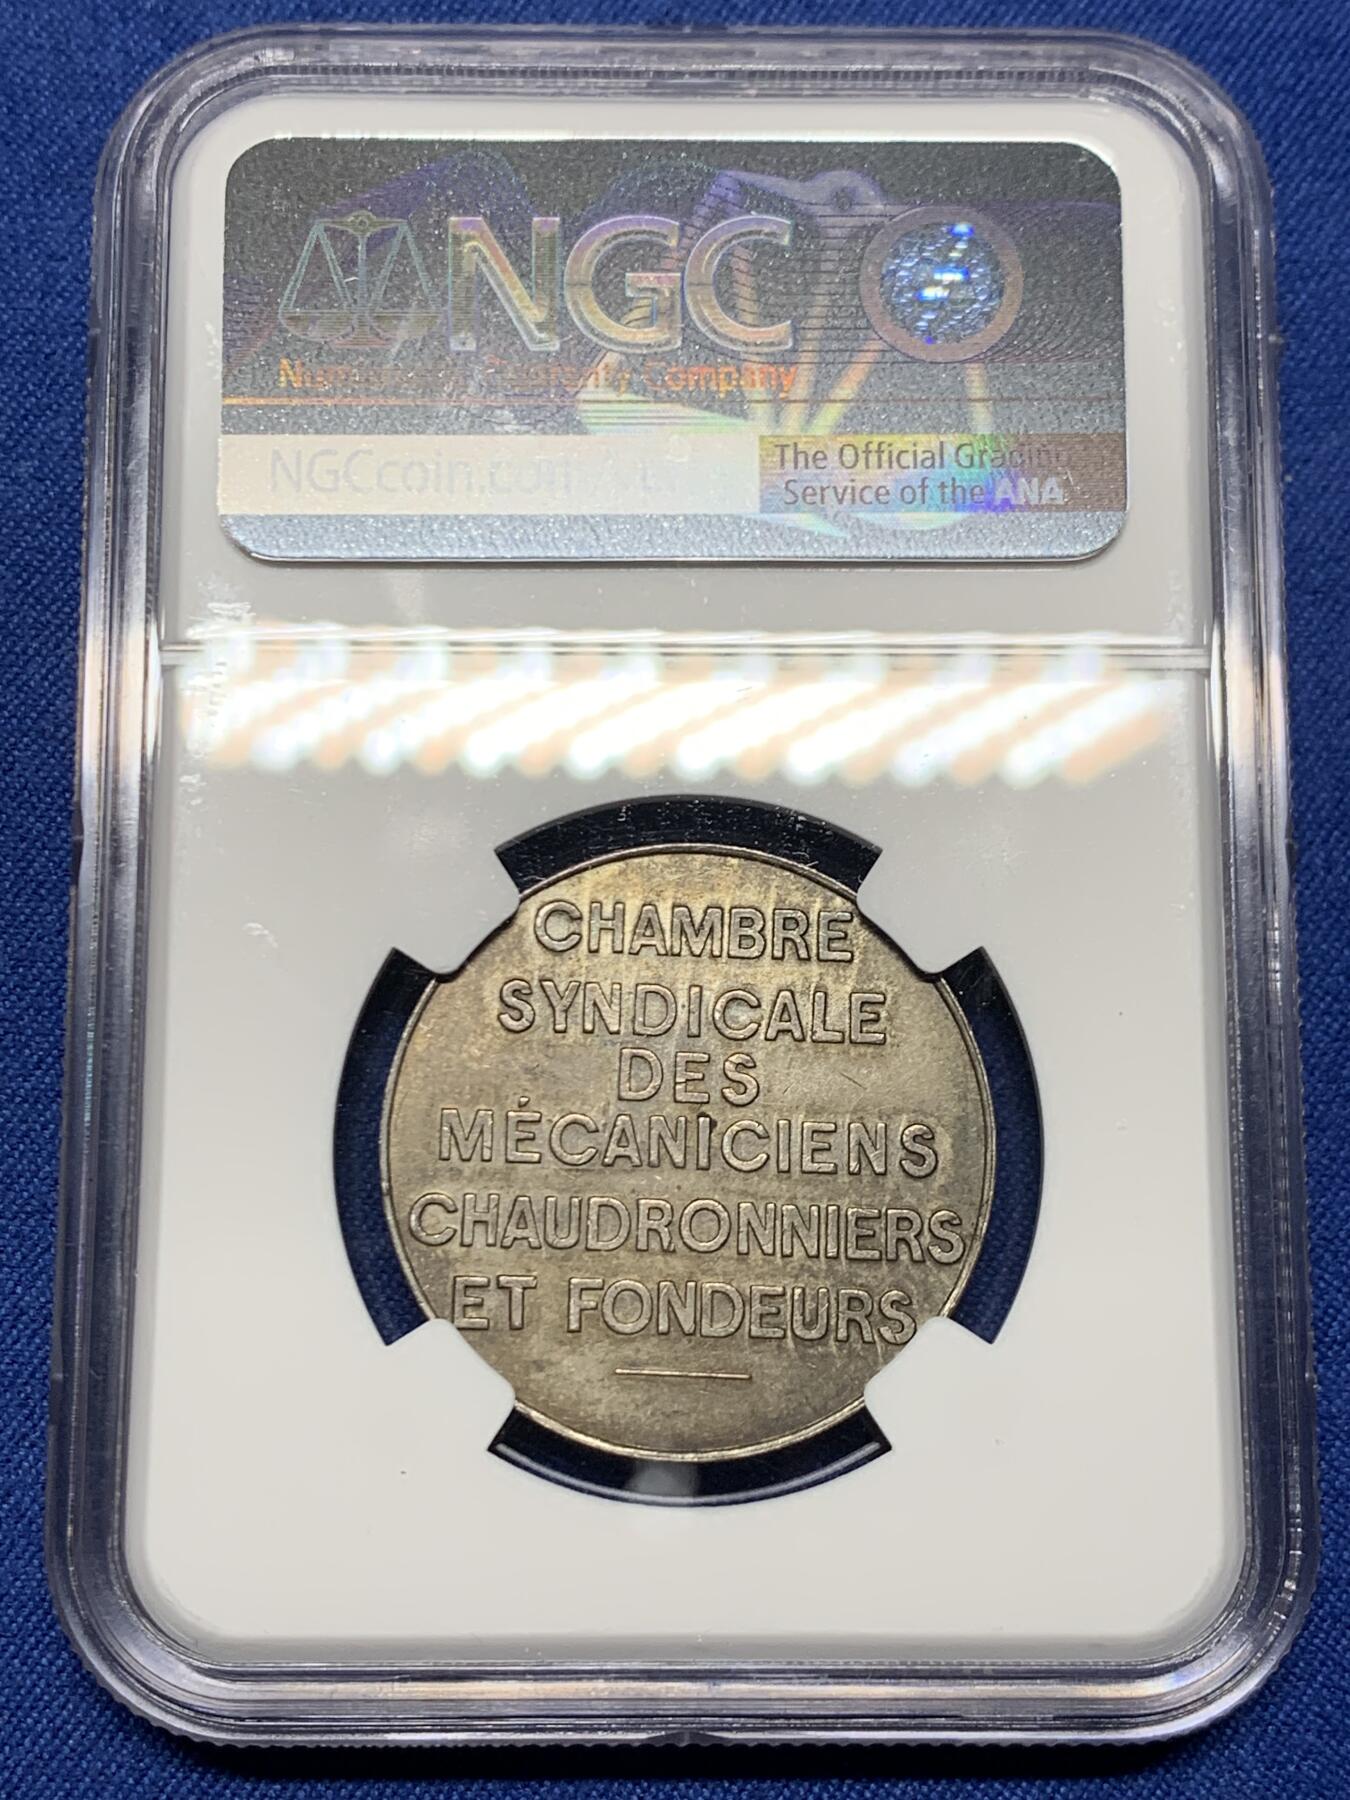 NGC
Numismatic Guaranty Company
NGCcoin.com
The Official Grading
Service of the ANA
CHAMBRE
SYNDICALE
DES
MÉCANICIENS
CHAUDRONNIERS
ET FONDEURS